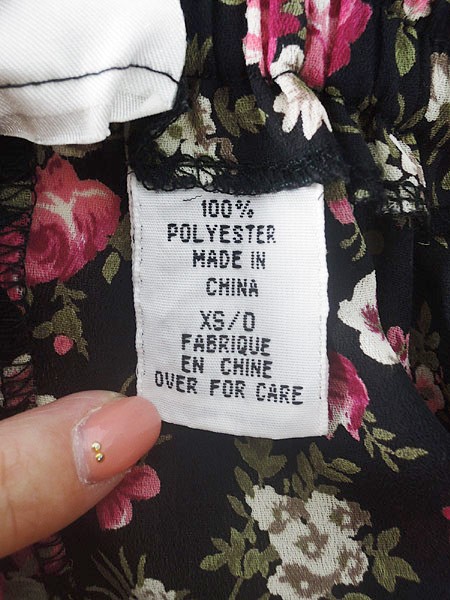 100%
POLYESTER
MADE IN
CHINA
XS/0
FABRIQUE
EN CHINE
OVER FOR CARE